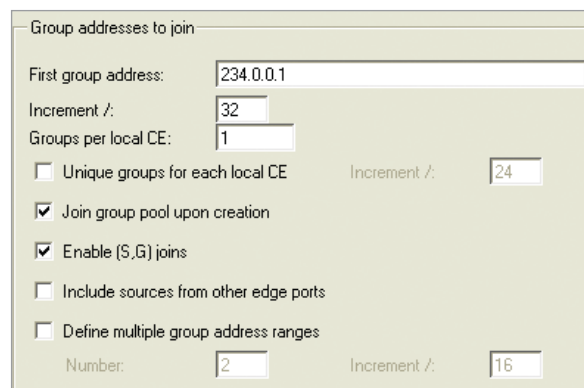 Group addresses to join
First group address: 234.0.0.1
Increment /: 32
Groups per local CE: 1
Unique groups for each local CE Increment /: 24
Join group pool upon creation
Enable (S,G) joins
Include sources from other edge ports
Define multiple group address ranges
Number: 2 Increment /: 16